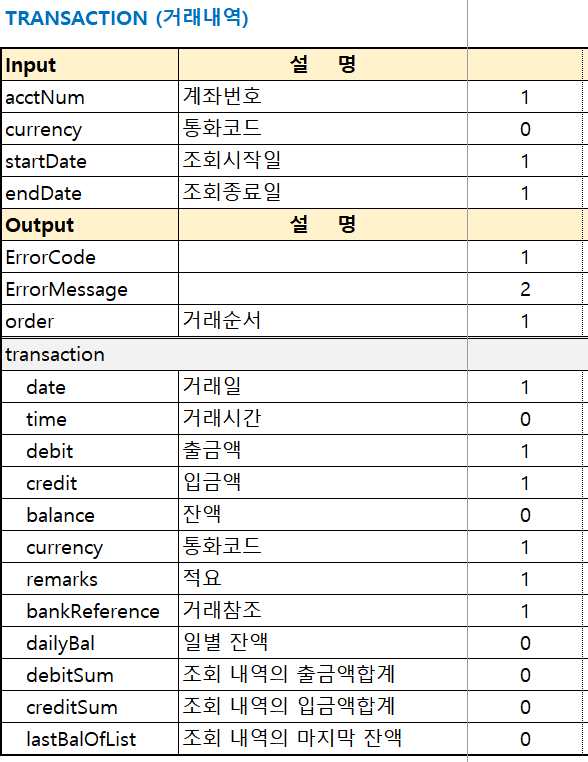 TRANSACTION (거래내역)
Input 설 명
acctNum 계좌번호 1
currency 통화코드 0
startDate 조회시작일 1
endDate 조회종료일 1
Output 설 명
ErrorCode 1
ErrorMessage 2
order 거래순서 1
transaction
date 거래일 1
time 거래시간 0
debit 출금액 1
credit 입금액 1
balance 잔액 0
currency 통화코드 1
remarks 적요 1
bankReference 거래참조 1
dailyBal 일별 잔액 0
debitSum 조회 내역의 출금액합계 0
creditSum 조회 내역의 입금액합계 0
lastBalOfList 조회 내역의 마지막 잔액 0